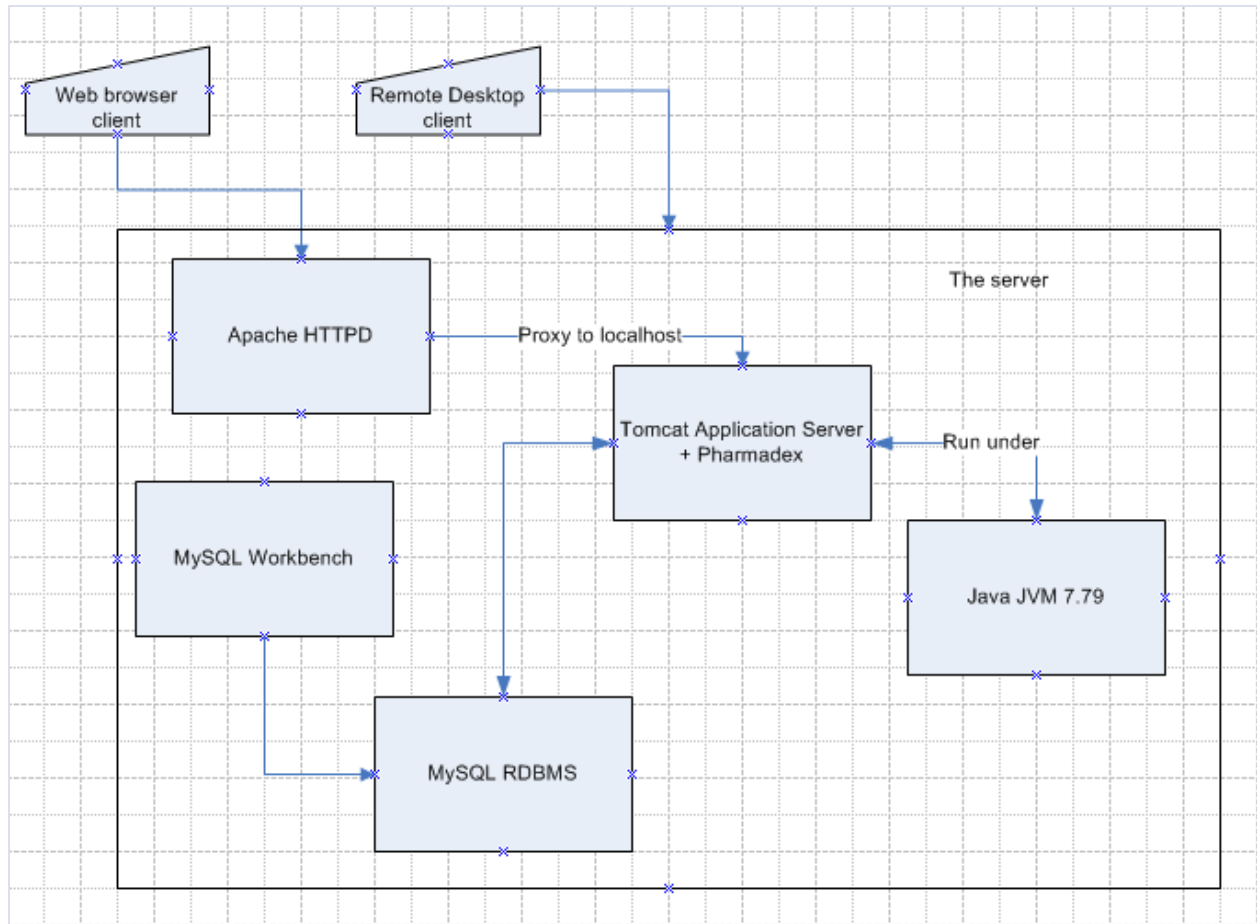 Web browser
client
Remote Desktop
client
The server
Apache HTTPD
Proxy to localhost
Tomcat Application Server
+ Pharmadex
Run under
MySQL Workbench
Java JVM 7.79
MySQL RDBMS